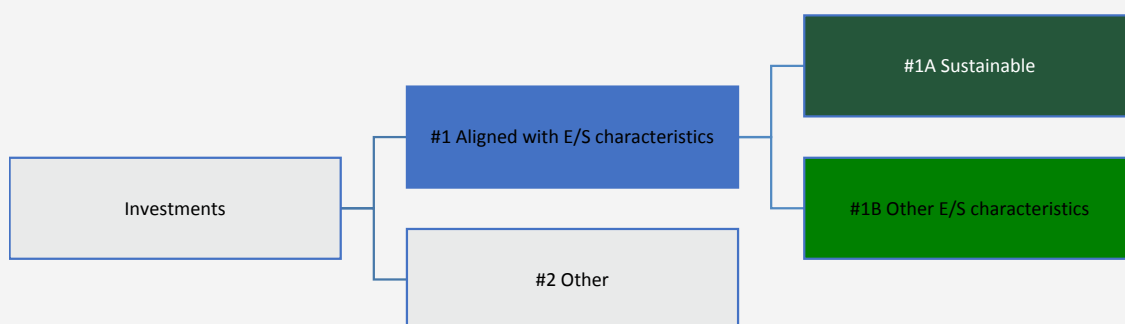 Investments
#1 Aligned with E/S characteristics
#2 Other
#1A Sustainable
#1B Other E/S characteristics